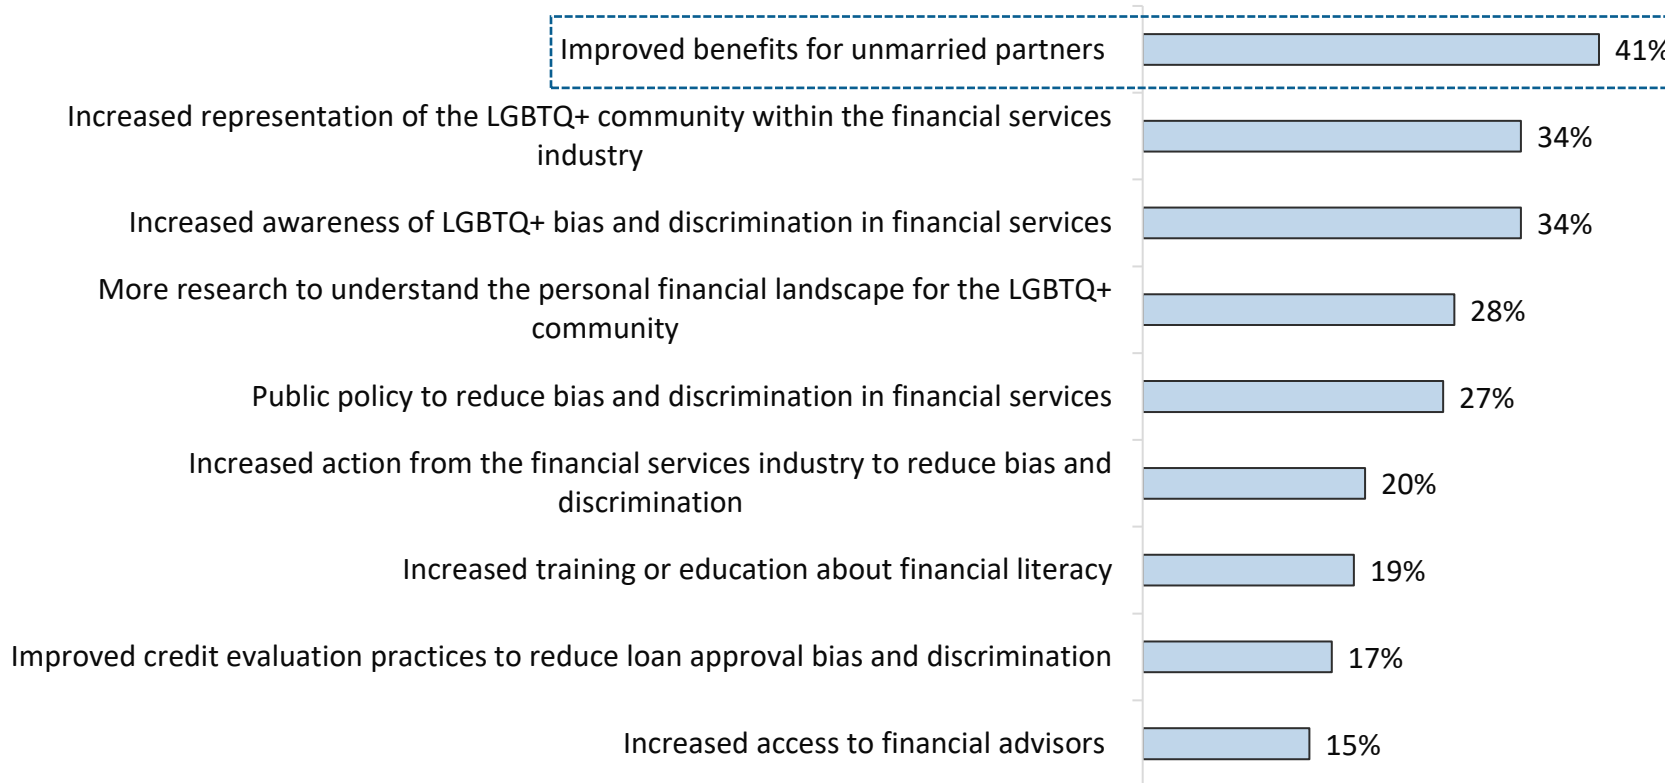 Improved benefits for unmarried partners
41%
Increased representation of the LGBTQ+ community within the financial services
industry
34%
Increased awareness of LGBTQ+ bias and discrimination in financial services
34%
More research to understand the personal financial landscape for the LGBTQ+
community
28%
Public policy to reduce bias and discrimination in financial services
27%
Increased action from the financial services industry to reduce bias and
discrimination
20%
Increased training or education about financial literacy
19%
Improved credit evaluation practices to reduce loan approval bias and discrimination
17%
Increased access to financial advisors
15%